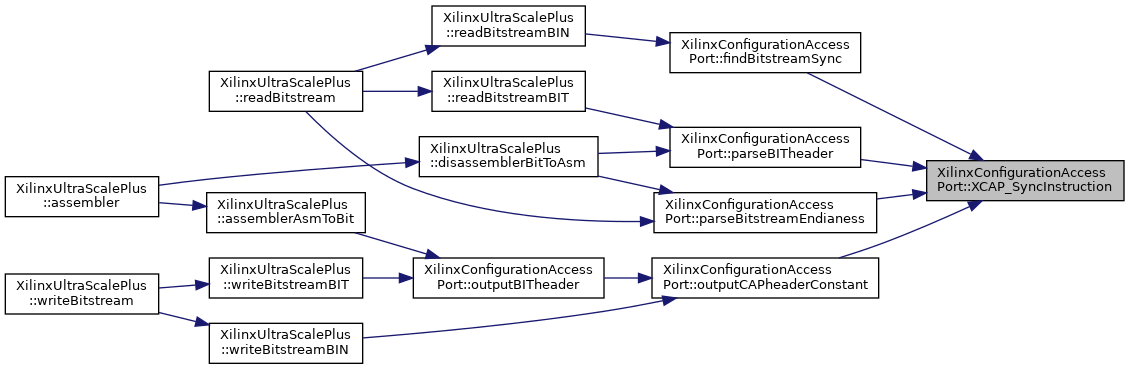 XilinxUltraScalePlus
::readBitstreamBIN
XilinxConfigurationAccess
Port::findBitstreamSync
XilinxUltraScalePlus
::readBitstream
XilinxUltraScalePlus
::readBitstreamBIT
XilinxConfigurationAccess
Port::parseBITheader
XilinxUltraScalePlus
::disassemblerBitToAsm
XilinxConfigurationAccess
Port::XCAP_SyncInstruction
XilinxUltraScalePlus
::assembler
XilinxUltraScalePlus
::assemblerAsmToBit
XilinxConfigurationAccess
Port::parseBitstreamEndianess
XilinxUltraScalePlus
::writeBitstream
XilinxUltraScalePlus
::writeBitstreamBIT
XilinxConfigurationAccess
Port::outputBITheader
XilinxConfigurationAccess
Port::outputCAPheaderConstant
XilinxUltraScalePlus
::writeBitstreamBIN